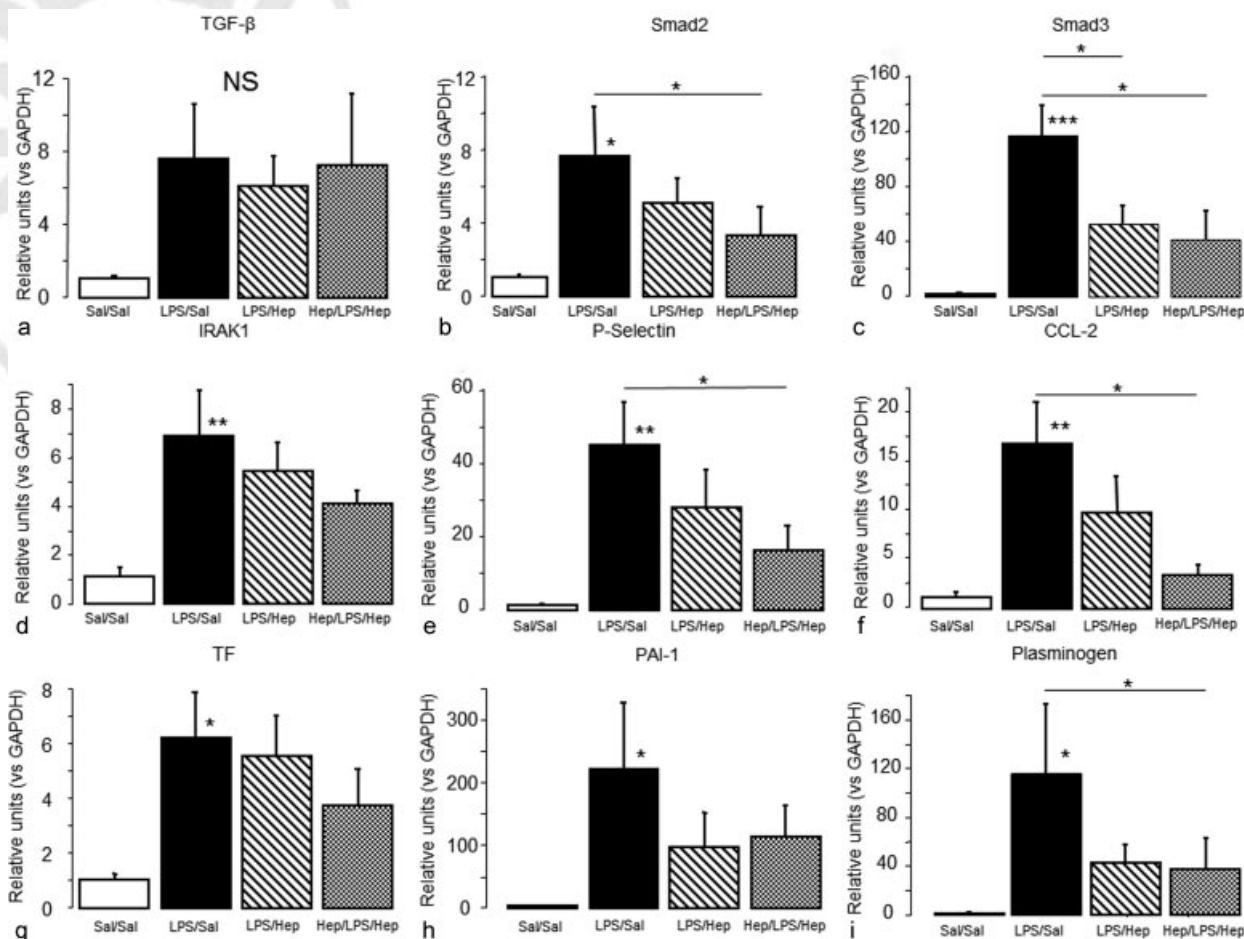 TGF-β
Relative units (vs GAPDH)
12
8
4
0
NS
Sal/Sal LPS/Sal LPS/Hep Hep/LPS/Hep
a
Smad2
Relative units (vs GAPDH)
12
8
4
0
*
*
Sal/Sal LPS/Sal LPS/Hep Hep/LPS/Hep
b
Smad3
Relative units (vs GAPDH)
160
120
80
40
0
*
*
***
Sal/Sal LPS/Sal LPS/Hep Hep/LPS/Hep
c
IRAK1
Relative units (vs GAPDH)
8
6
4
2
0
**
Sal/Sal LPS/Sal LPS/Hep Hep/LPS/Hep
d
P-Selectin
Relative units (vs GAPDH)
60
40
20
0
*
**
Sal/Sal LPS/Sal LPS/Hep Hep/LPS/Hep
e
CCL-2
Relative units (vs GAPDH)
20
15
10
5
0
*
**
Sal/Sal LPS/Sal LPS/Hep Hep/LPS/Hep
f
TF
Relative units (vs GAPDH)
8
6
4
2
0
*
Sal/Sal LPS/Sal LPS/Hep Hep/LPS/Hep
g
PAI-1
Relative units (vs GAPDH)
300
200
100
0
*
Sal/Sal LPS/Sal LPS/Hep Hep/LPS/Hep
h
Plasminogen
Relative units (vs GAPDH)
160
120
80
40
0
*
*
Sal/Sal LPS/Sal LPS/Hep Hep/LPS/Hep
i